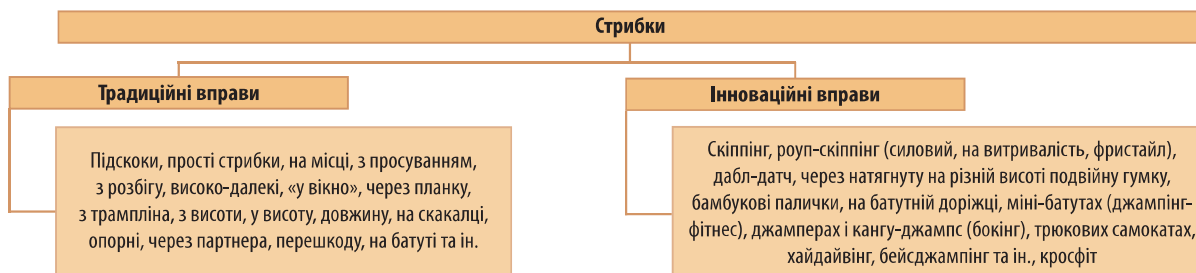 Стрибки
Традиційні вправи
Інноваційні вправи
Підскоки, прості стрибки, на місці, з просуванням,
з розбігу, високо-далекі, «у вікно», через планку,
з трампліна, з висоти, у висоту, довжину, на скакалці,
опорні, через партнера, перешкоду, на батуті та ін.
Скіппінг, роуп-скіппінг (силовий, на витривалість, фристайл),
дабл-датч, через натягнуту на різній висоті подвійну гумку,
бамбукові палички, на батутній доріжці, міні-батутах (джампінг-
фітнес), джамперах і кангу-джампс (бокінг), трюкових самокатах,
хайдайвінг, бейсджампінг та ін., кросфіт